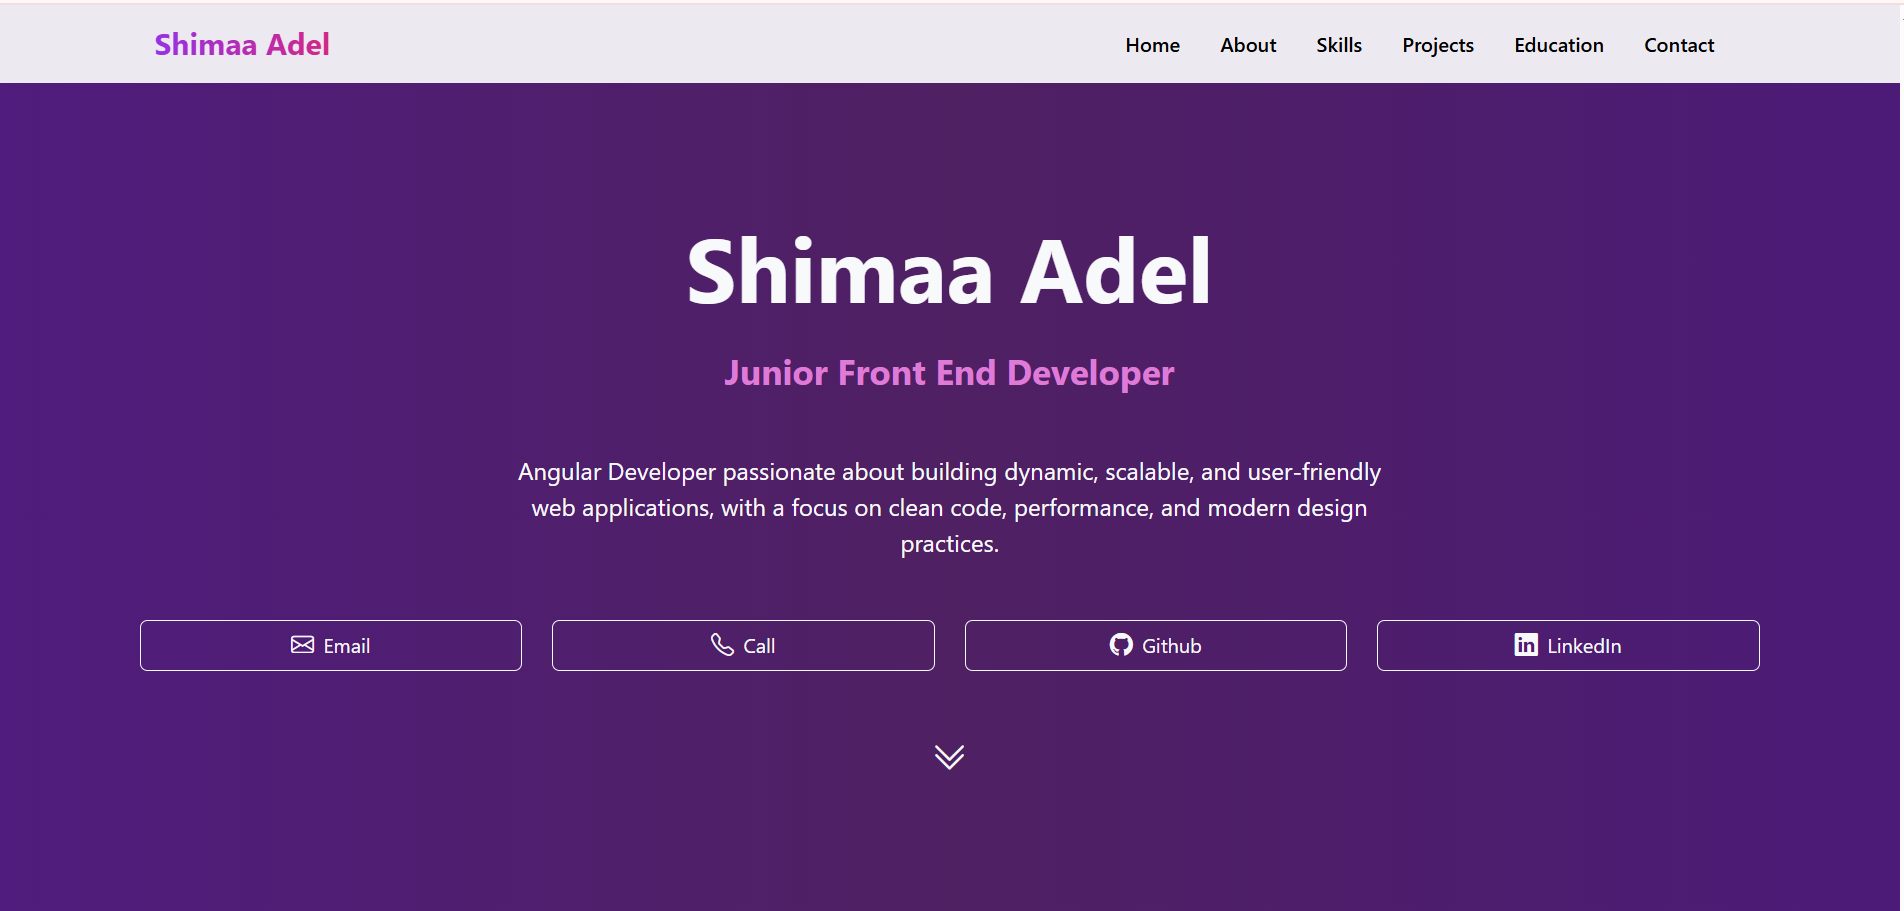 Shimaa Adel
Home About Skills Projects Education Contact
Shimaa Adel
Junior Front End Developer
Angular Developer passionate about building dynamic, scalable, and user-friendly
web applications, with a focus on clean code, performance, and modern design
practices.
Email
Call
Github
LinkedIn